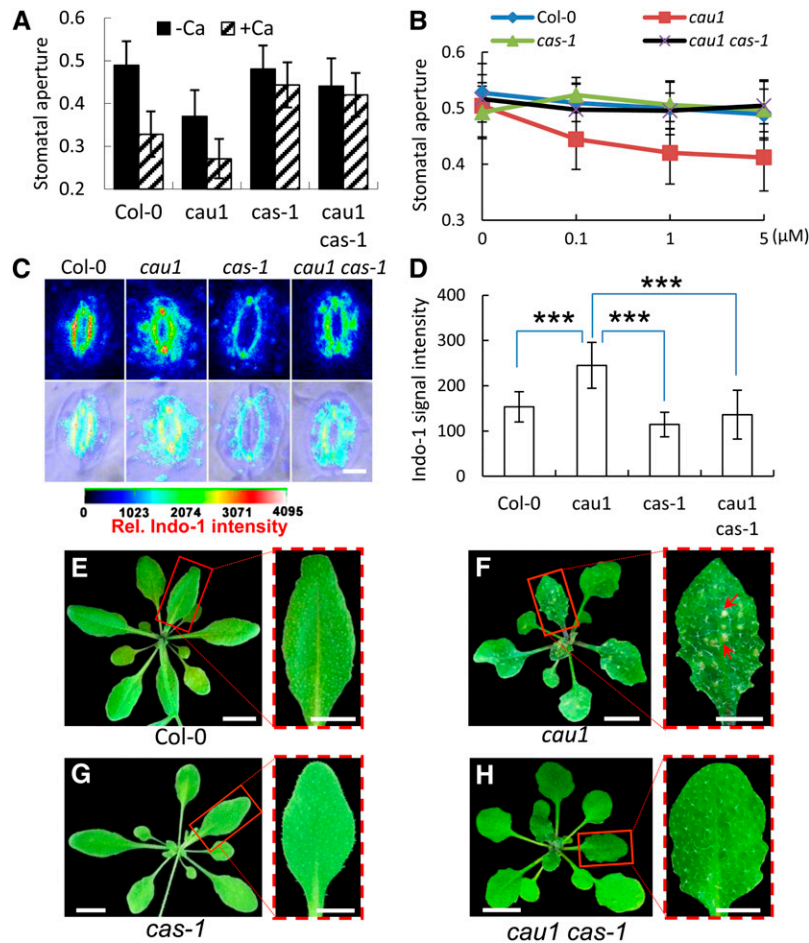 A
-Ca
+Ca
Stomatal aperture
0.6
0.5
0.4
0.3
0.2
Col-0
cau1
cas-1
cau1
cas-1
B
Col-0
cau1
cas-1
cau1 cas-1
Stomatal aperture
0.6
0.5
0.4
0.3
0
0.1
1
5
(μM)
C
Col-0
cau1
cas-1
cau1 cas-1
0
1023
2074
3071
4095
Rel. Indo-1 intensity
D
Indo-1 signal intensity
400
300
200
100
0
***
***
***
Col-0
cau1
cas-1
cau1
cas-1
E
Col-0
F
cau1
G
cas-1
H
cau1 cas-1